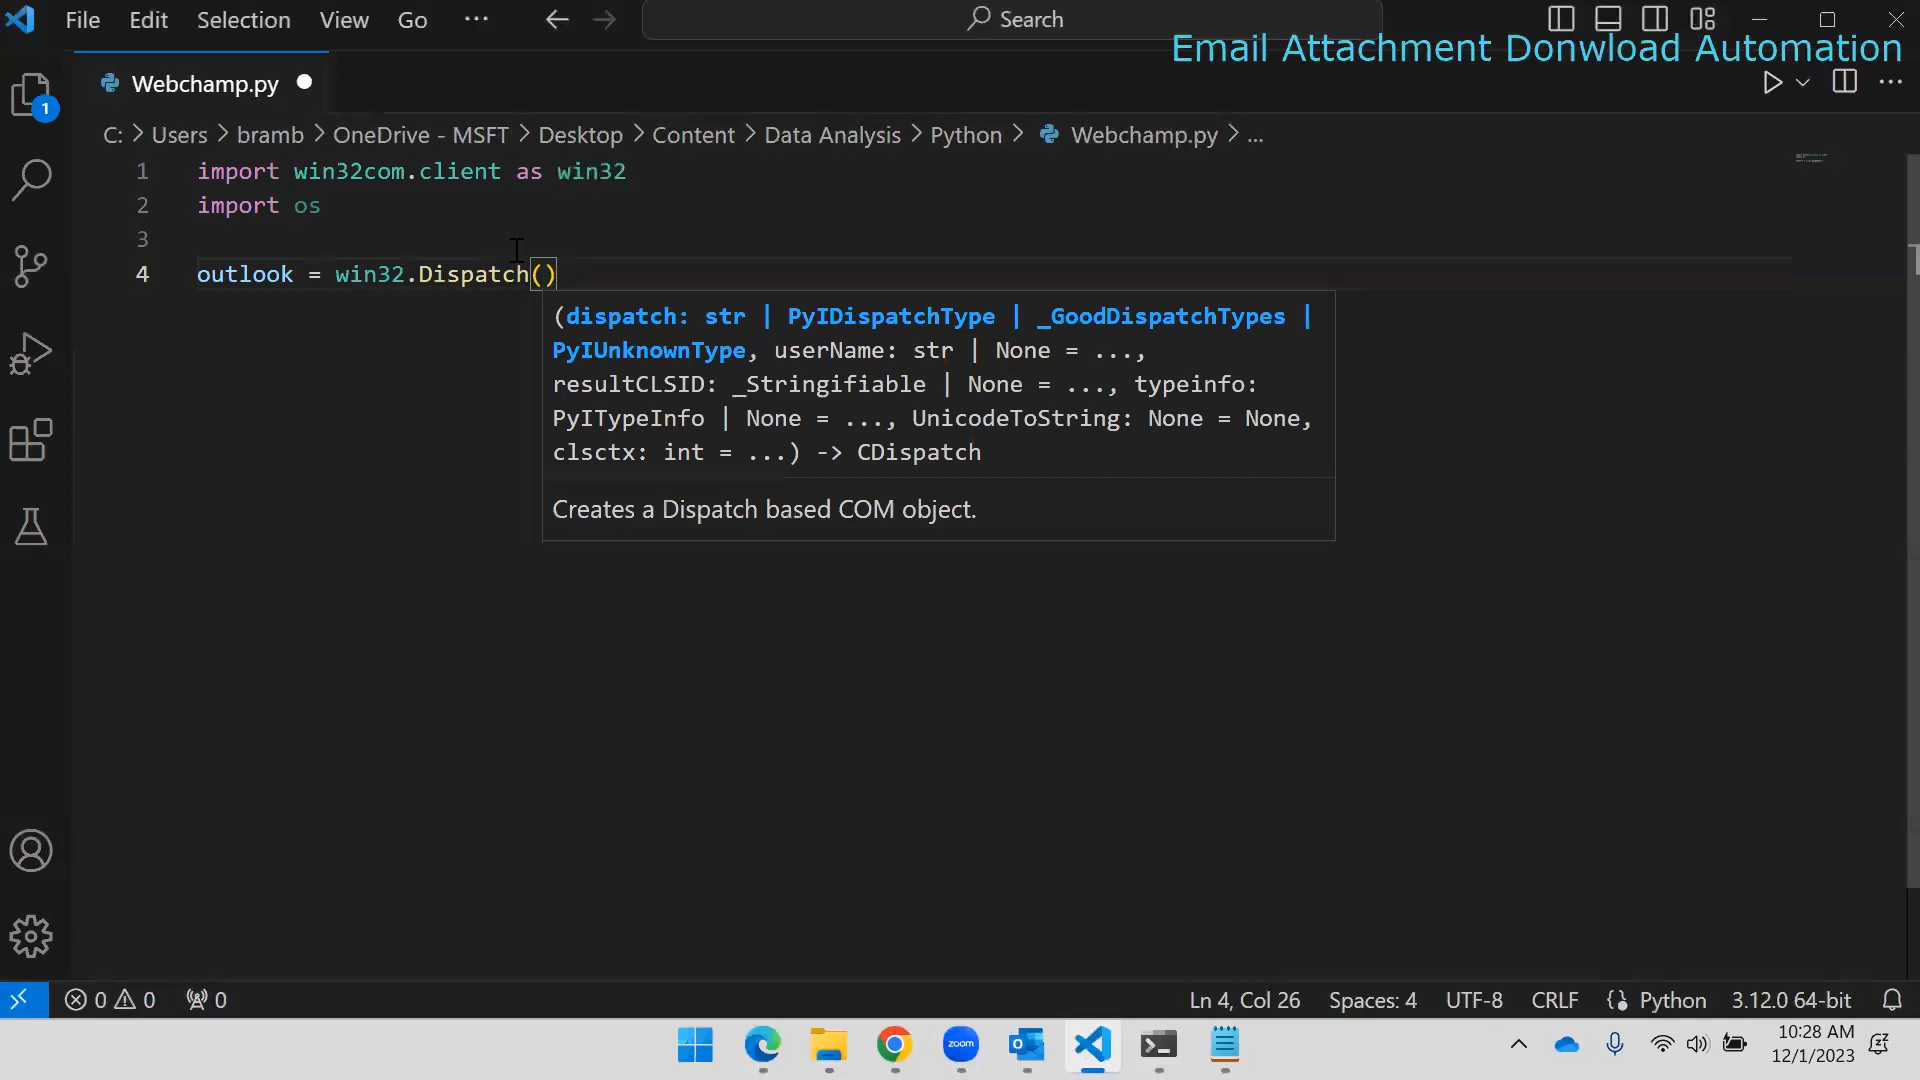 File Edit Selection View Go ··· Search
Email Attachment Donwload Automation
Webchamp.py
1
C: > Users > bramb > OneDrive - MSFT > Desktop > Content > Data Analysis > Python > Webchamp.py > ...
1 import win32com.client as win32
2 import os
3
4 outlook = win32.Dispatch()
(dispatch: str | PyIDispatchType | _GoodDispatchTypes |
PyIUnknownType, userName: str | None = ...,
resultCLSID: _Stringifiable | None = ..., typeinfo:
PyITypeInfo | None = ..., UnicodeToString: None = None,
clsctx: int = ...) -> CDispatch
Creates a Dispatch based COM object.
0 0 0 Ln 4, Col 26 Spaces: 4 UTF-8 CRLF Python 3.12.0 64-bit
zoom
10:28 AM
12/1/2023